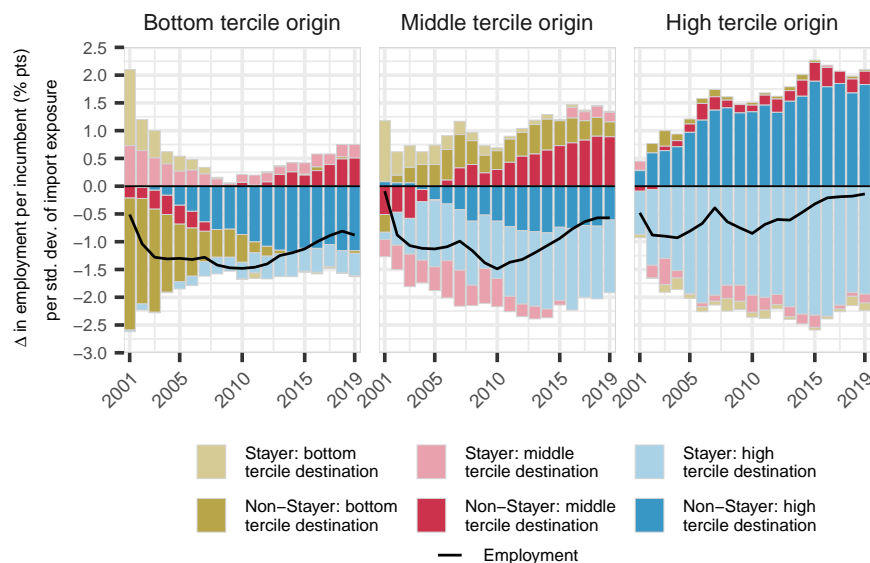 Bottom tercile origin
Middle tercile origin
High tercile origin
Δ in employment per incumbent (% pts)
per std. dev. of import exposure
2.5
2.0
1.5
1.0
0.5
0.0
−0.5
−1.0
−1.5
−2.0
−2.5
−3.0
2001
2005
2010
2015
2019
2001
2005
2010
2015
2019
2001
2005
2010
2015
2019
Stayer: bottom
tercile destination
Stayer: middle
tercile destination
Stayer: high
tercile destination
Non−Stayer: bottom
tercile destination
Non−Stayer: middle
tercile destination
Non−Stayer: high
tercile destination
Employment